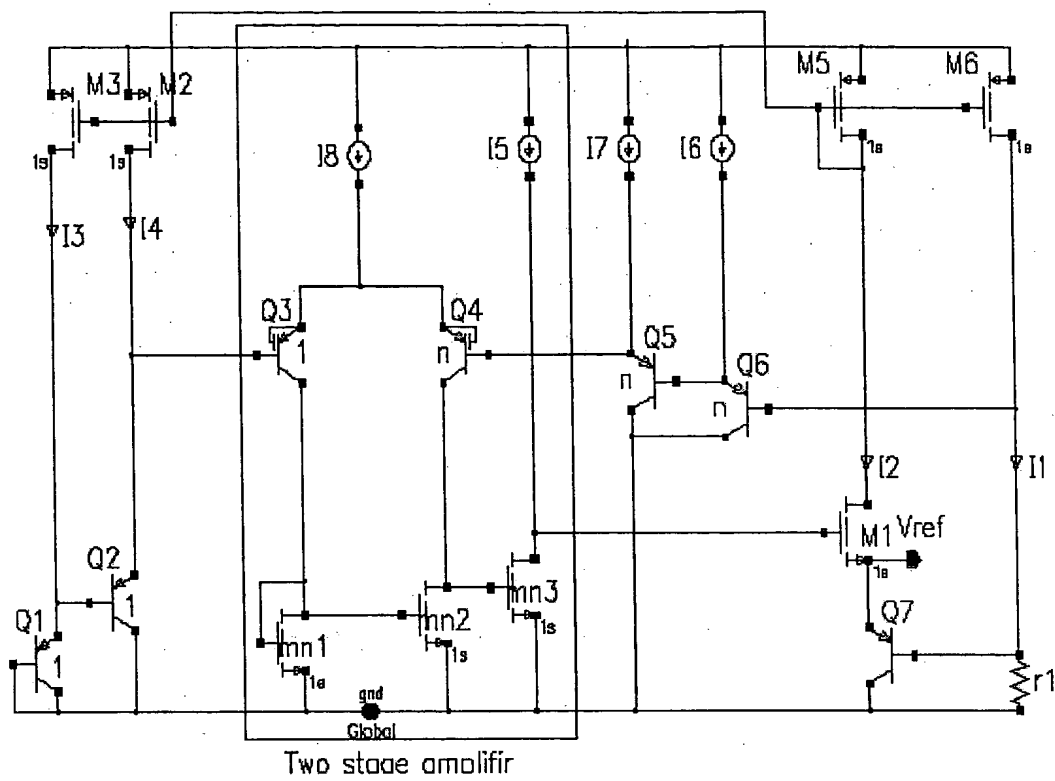 M3
M2
M5
M6
1s
1s
I8
I5
I7
I6
1s
1s
I3
I4
Q3
1
Q4
n
Q5
n
Q6
n
I2
I1
M1
Vref
1s
Q2
1
Q1
1
mn1
1s
mn2
1s
mn3
1s
Q7
r1
gnd
Global
Two stage amplifir